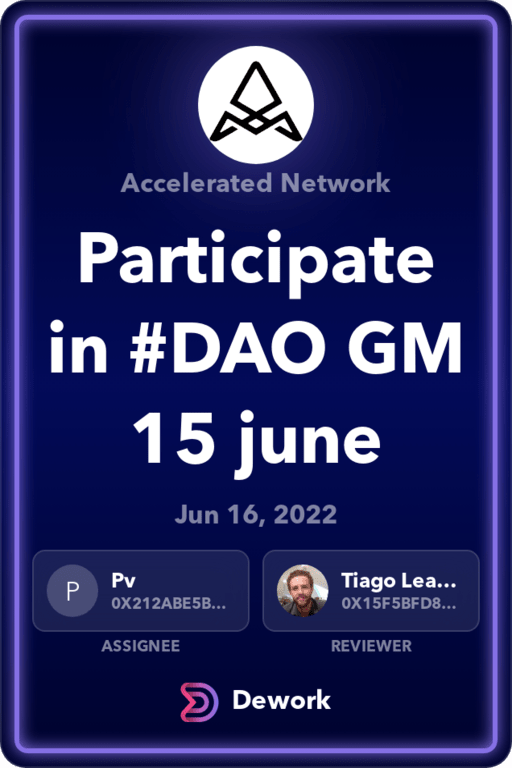 Accelerated Network
Participate
in #DAO GM
15 june
Jun 16, 2022
P
Pv
0X212ABE5B...
Tiago Lea...
0X15F5BFD8...
ASSIGNEE
REVIEWER
Dework